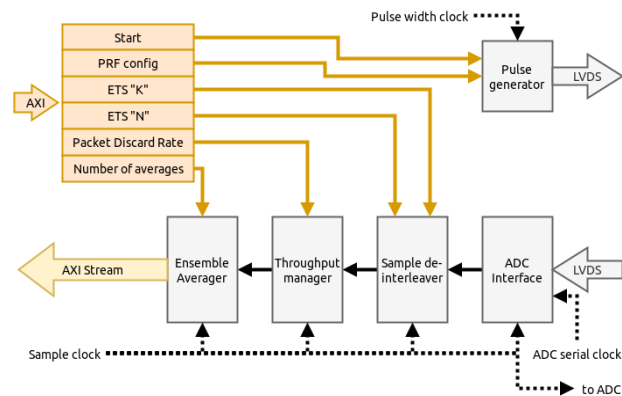 Pulse width clock
Start
PRF config
ETS "K"
ETS "N"
Packet Discard Rate
Number of averages
AXI
Pulse
generator
LVDS
AXI Stream
Ensemble
Averager
Throughput
manager
Sample de-
interleaver
ADC
Interface
LVDS
Sample clock
ADC serial clock
to ADC